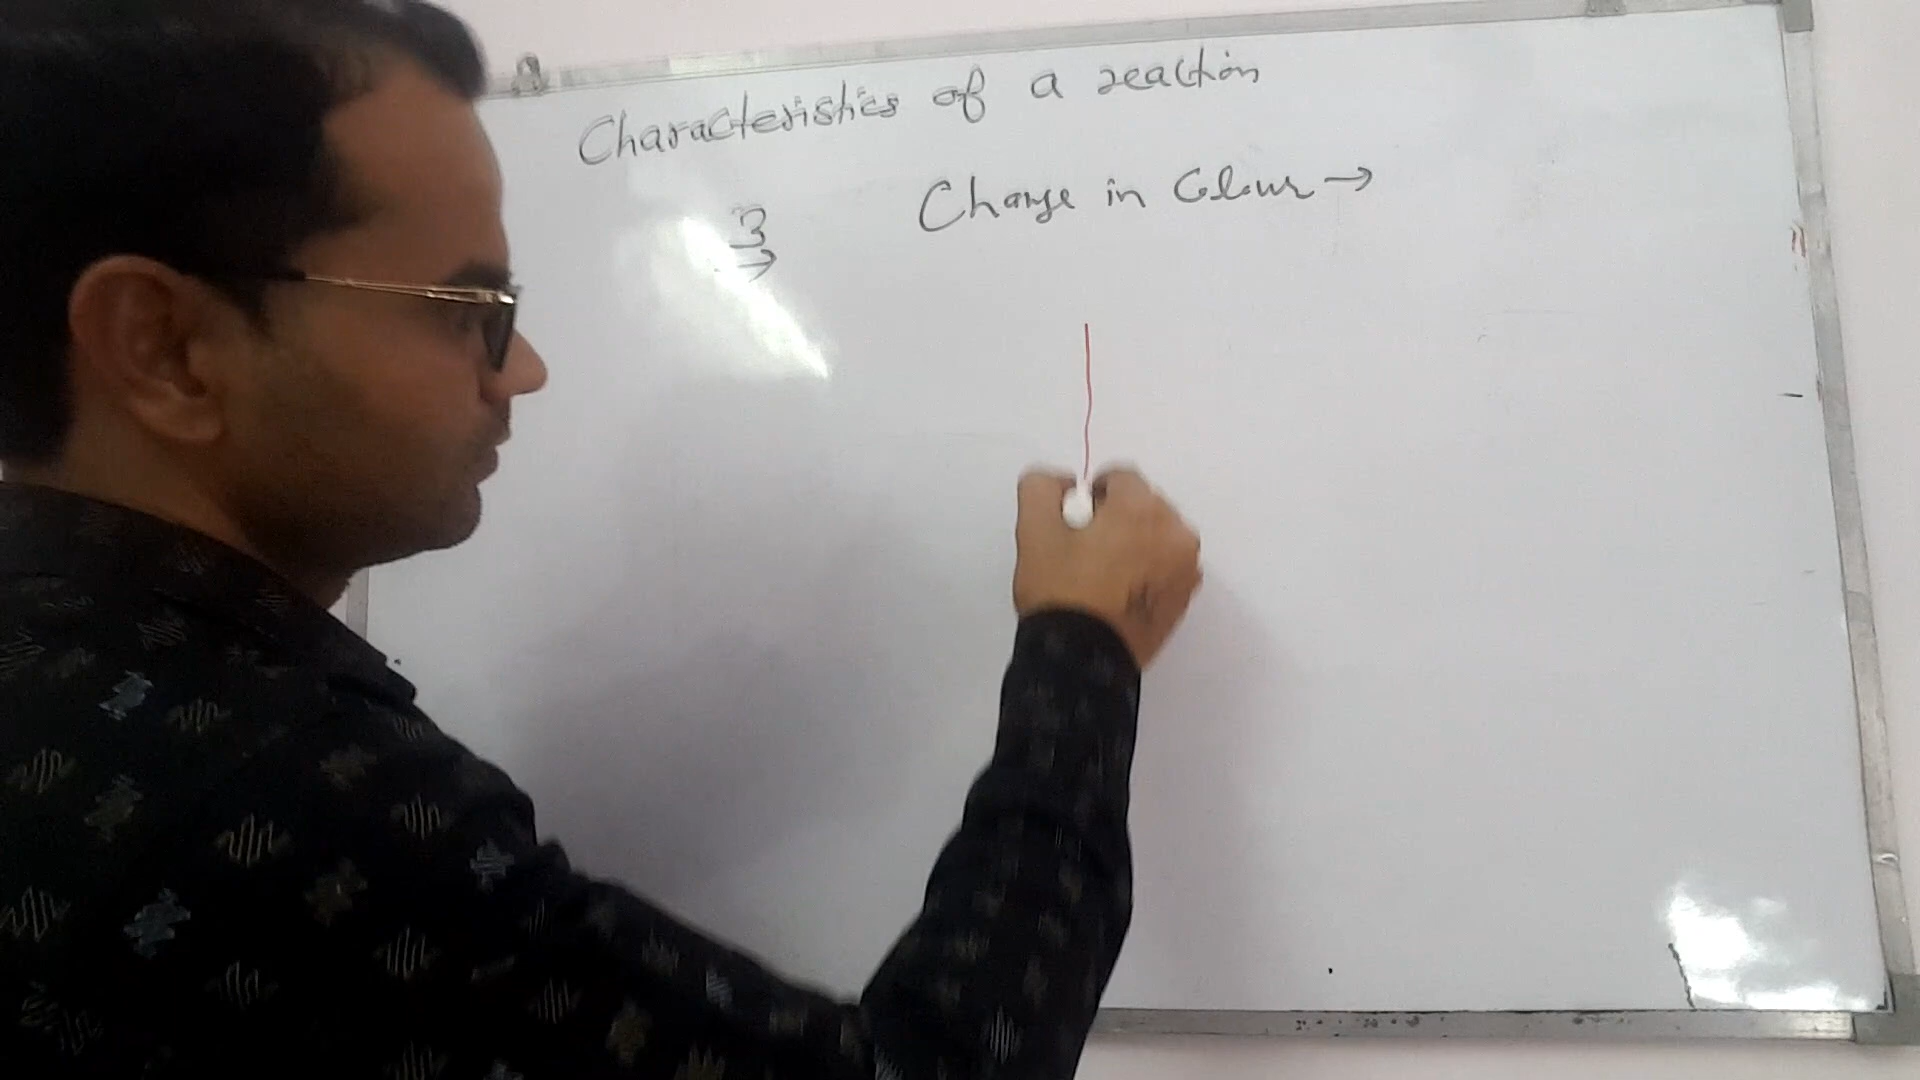 Characteristics of a reaction
3 Change in Colour →
→